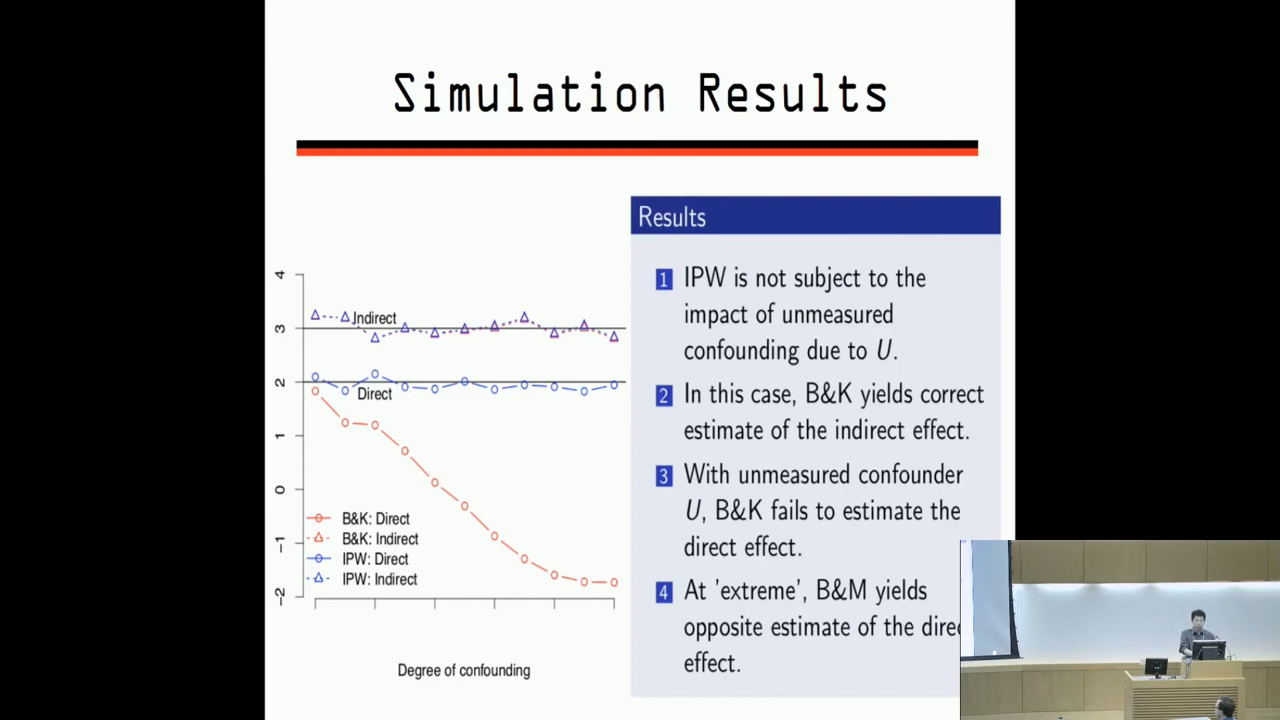 Simulation Results
Results
1 IPW is not subject to the
impact of unmeasured
confounding due to U.
2 In this case, B&K yields correct
estimate of the indirect effect.
3 With unmeasured confounder
U, B&K fails to estimate the
direct effect.
4 At 'extreme', B&M yields
opposite estimate of the direc
effect.
4
3
2
1
0
-1
-2
Indirect
Direct
B&K: Direct
B&K: Indirect
IPW: Direct
IPW: Indirect
Degree of confounding